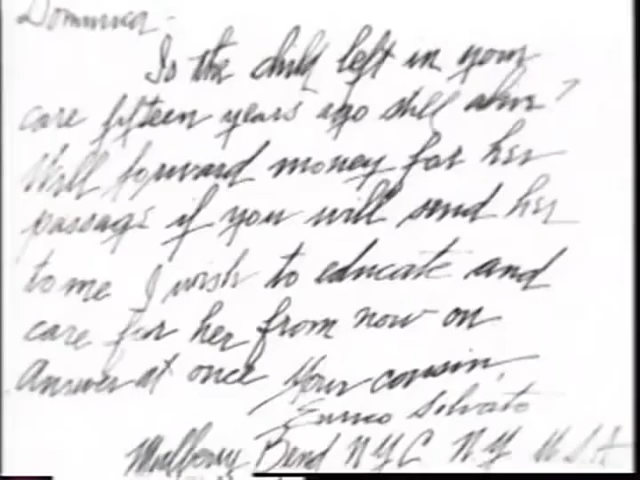 Dominica -
Is the child left in your
care fifteen years ago still alive?
Will forward money for her
passage if you will send her
to me I wish to educate and
care for her from now on
Answer at once Your cousin,
Enrico Salvato
Mulberry Bend N Y C N Y U.S.A